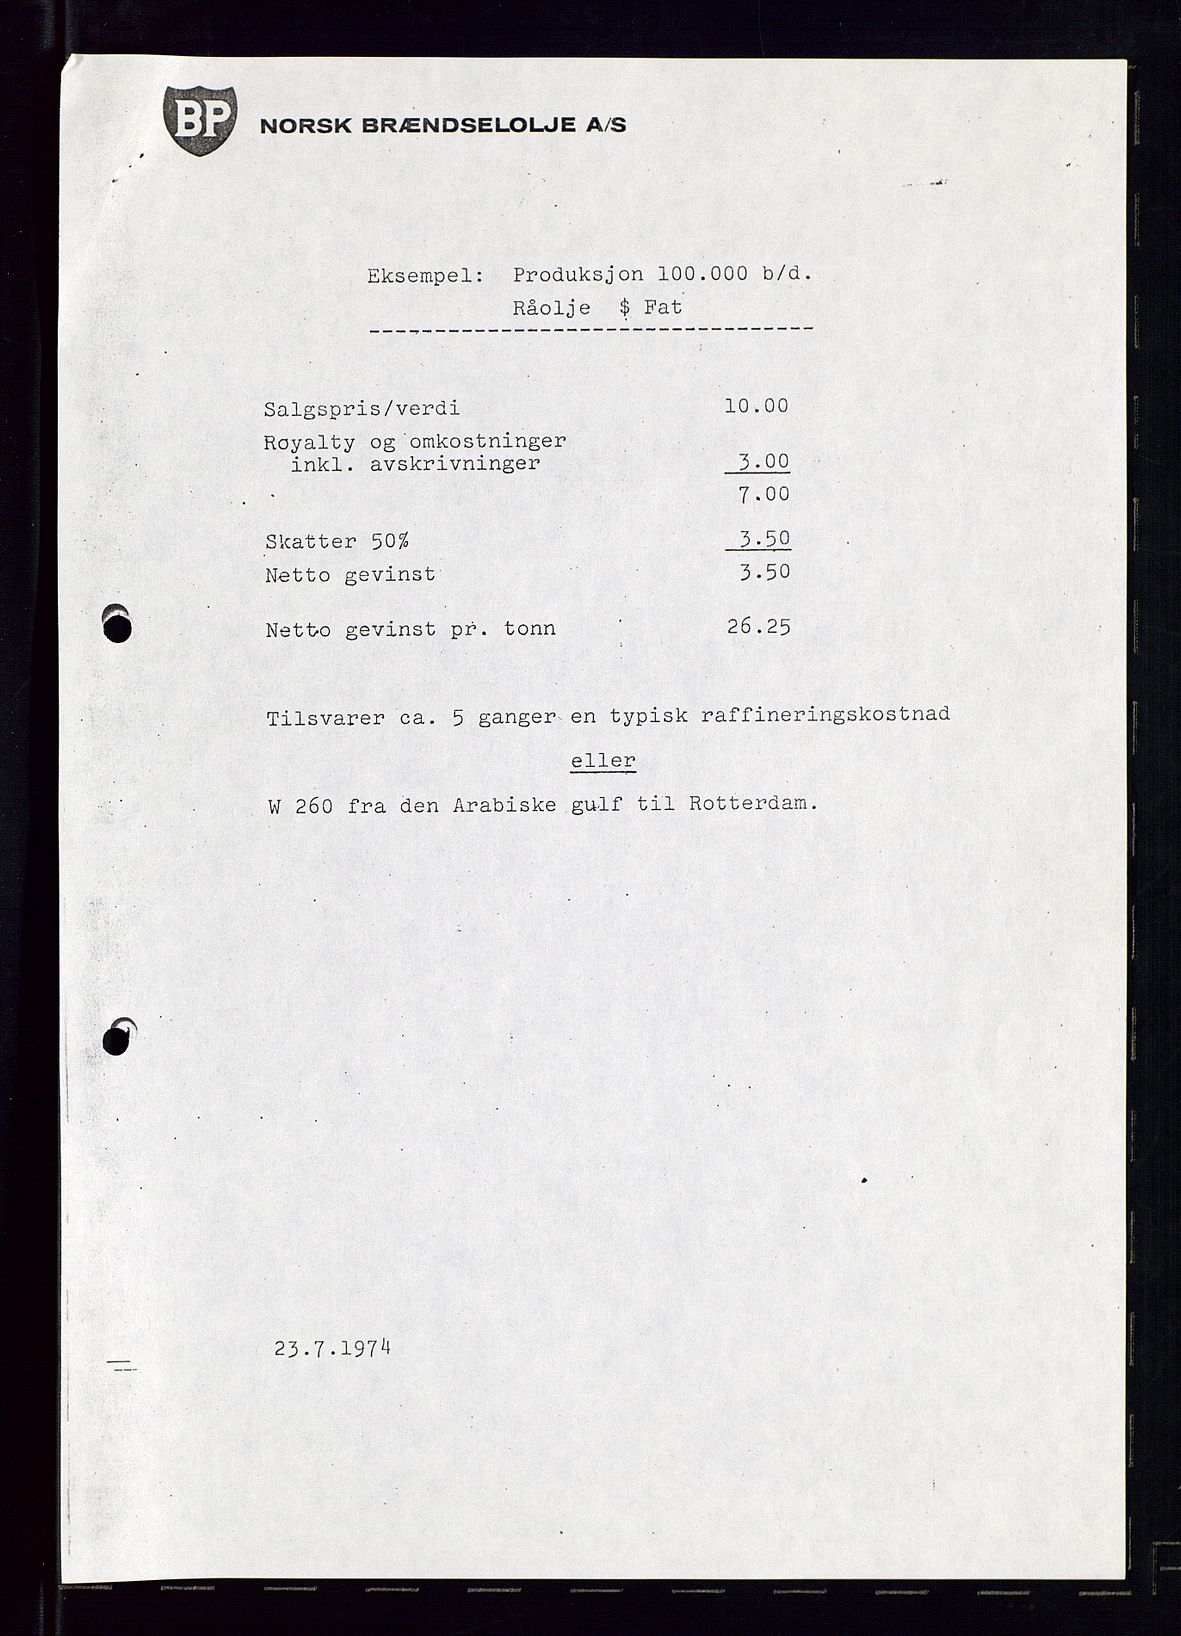 BP NORSK BRÆNDSELOLJE A/S
Eksempel: Produksjon 100.000 b/d.
Råolje $ Fat
Salgspris/verdi 10.00
Royalty og omkostninger
inkl. avskrivninger 3.00
7.00
Skatter 50% 3.50
Netto gevinst 3.50
Netto gevinst pr. tonn 26.25
Tilsvarer ca. 5 ganger en typisk raffineringskostnad
eller
W 260 fra den Arabiske gulf til Rotterdam.
23.7.1974